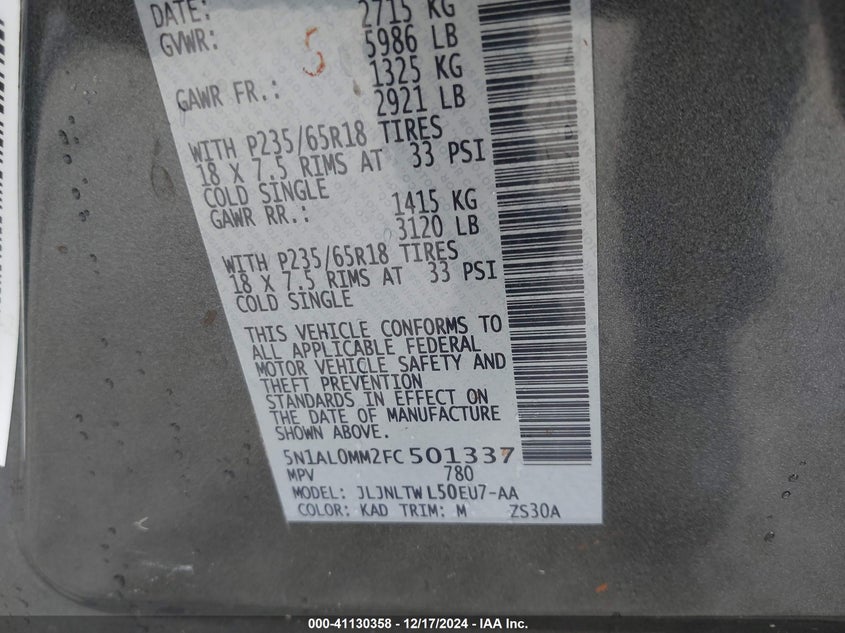 DATE: 2715 KG
GVWR: 5986 LB
5
1325 KG
GAWR FR.: 2921 LB
WITH P235/65R18 TIRES
18 X 7.5 RIMS AT 33 PSI
COLD SINGLE
GAWR RR.: 1415 KG
3120 LB
WITH P235/65R18 TIRES
18 X 7.5 RIMS AT 33 PSI
COLD SINGLE
THIS VEHICLE CONFORMS TO
ALL APPLICABLE FEDERAL
MOTOR VEHICLE SAFETY AND
THEFT PREVENTION
STANDARDS IN EFFECT ON
THE DATE OF MANUFACTURE
SHOWN ABOVE.
5N1AL0MM2FC501337
MPV 780
MODEL: JLJNLTW L50EU7-AA
COLOR: KAD TRIM: M ZS30A
000-41130358 - 12/17/2024 - IAA Inc.